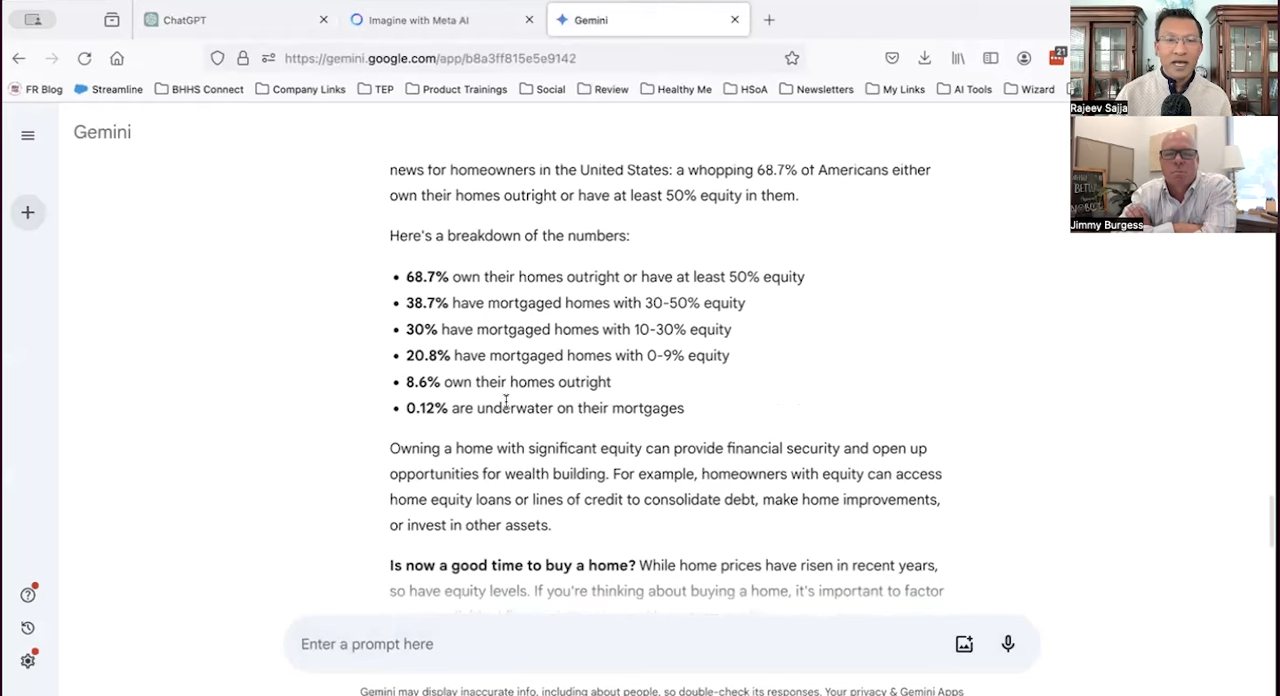 ChatGPT
Imagine with Meta AI
Gemini
https://gemini.google.com/app/b8a3ff815e5e9142
21
FR Blog
Streamline
BHHS Connect
Company Links
TEP
Product Trainings
Social
Review
Healthy Me
HSoA
Newsletters
My Links
AI Tools
Wizard
Rajeev Sajja
Jimmy Burgess
Gemini
news for homeowners in the United States: a whopping 68.7% of Americans either
own their homes outright or have at least 50% equity in them.
Here's a breakdown of the numbers:
• 68.7% own their homes outright or have at least 50% equity
• 38.7% have mortgaged homes with 30-50% equity
• 30% have mortgaged homes with 10-30% equity
• 20.8% have mortgaged homes with 0-9% equity
• 8.6% own their homes outright
• 0.12% are underwater on their mortgages
Owning a home with significant equity can provide financial security and open up
opportunities for wealth building. For example, homeowners with equity can access
home equity loans or lines of credit to consolidate debt, make home improvements,
or invest in other assets.
Is now a good time to buy a home? While home prices have risen in recent years,
so have equity levels. If you're thinking about buying a home, it's important to factor
Enter a prompt here
Gemini may display inaccurate info, including about people, so double-check its responses. Your privacy & Gemini Apps